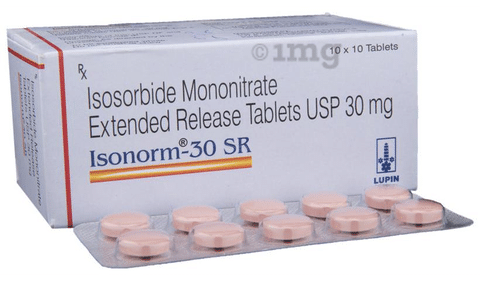 ©1mg
10 x 10 Tablets
Rx
Isosorbide Mononitrate
Extended Release Tablets USP 30 mg
Isonorm®-30 SR
LUPIN